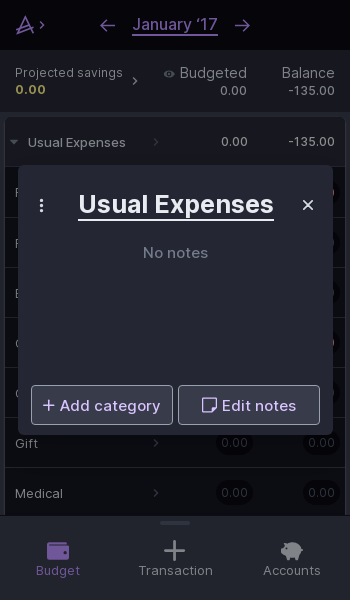 January ‘17
Projected savings
0.00
Budgeted
0.00
Balance
-135.00
Usual Expenses
0.00
-135.00
Usual Expenses
No notes
Add category
Edit notes
Gift
0.00
0.00
Medical
0.00
0.00
Budget
Transaction
Accounts